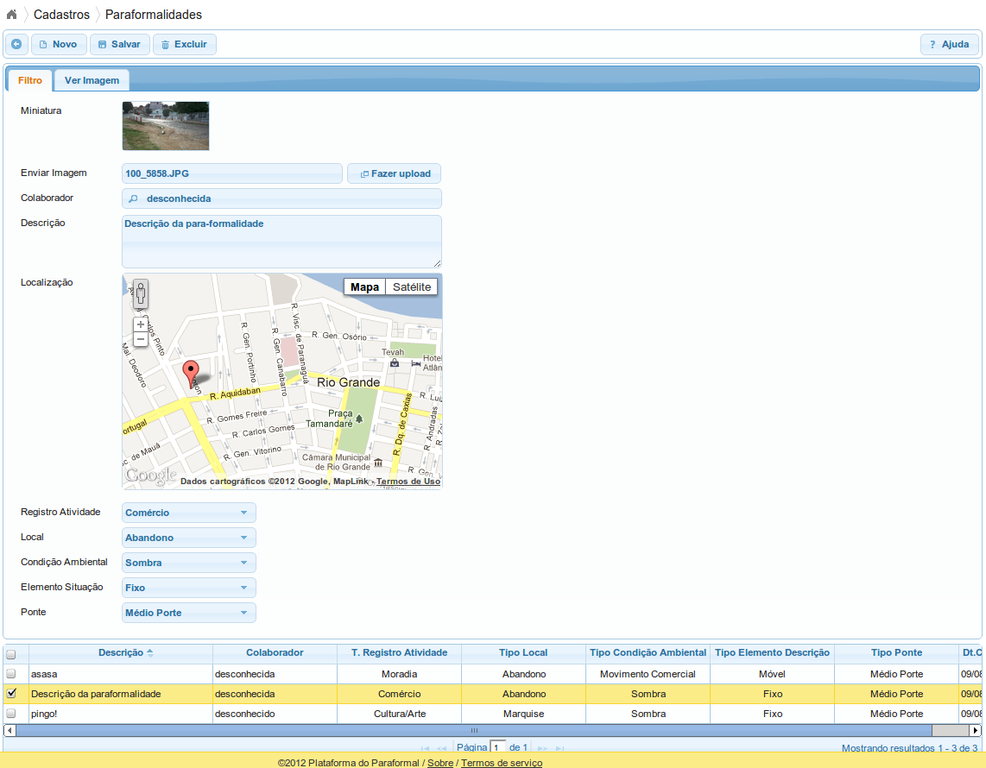 Cadastros Paraformalidades
Novo Salvar Excluir ? Ajuda
Filtro Ver Imagem
Miniatura
Enviar Imagem 100_5858.JPG Fazer upload
Colaborador desconhecida
Descrição Descrição da para-formalidade
Localização
Mapa Satélite
R. Visc. de Paranaguá
R. Gen. Osório
R. Gen. Portinho
R. Gen. Canabarro
Mal. Deodoro
Tevah
Hotel
Atlân
Rio Grande
R. Aquidaban
R. Gomes Freire
R. Carlos Gomes
R. Gen. Vitorino
Praça
Tamandaré
R. Dq. de Caxias
R. Andradas
ortugal
c. de Mauá
Câmara Municipal
de Rio Grande
Google
Dados cartográficos ©2012 Google, MapLink - Termos de Uso
Registro Atividade Comércio
Local Abandono
Condição Ambiental Sombra
Elemento Situação Fixo
Ponte Médio Porte
Descrição Colaborador T. Registro Atividade Tipo Local Tipo Condição Ambiental Tipo Elemento Descrição Tipo Ponte Dt.C
asasa desconhecida Moradia Abandono Movimento Comercial Móvel Médio Porte 09/08
Descrição da paraformalidade desconhecida Comércio Abandono Sombra Fixo Médio Porte 09/08
pingo! desconhecido Cultura/Arte Marquise Sombra Fixo Médio Porte 09/08
Página 1 de 1 Mostrando resultados 1 - 3 de 3
©2012 Plataforma do Paraformal / Sobre / Termos de serviço